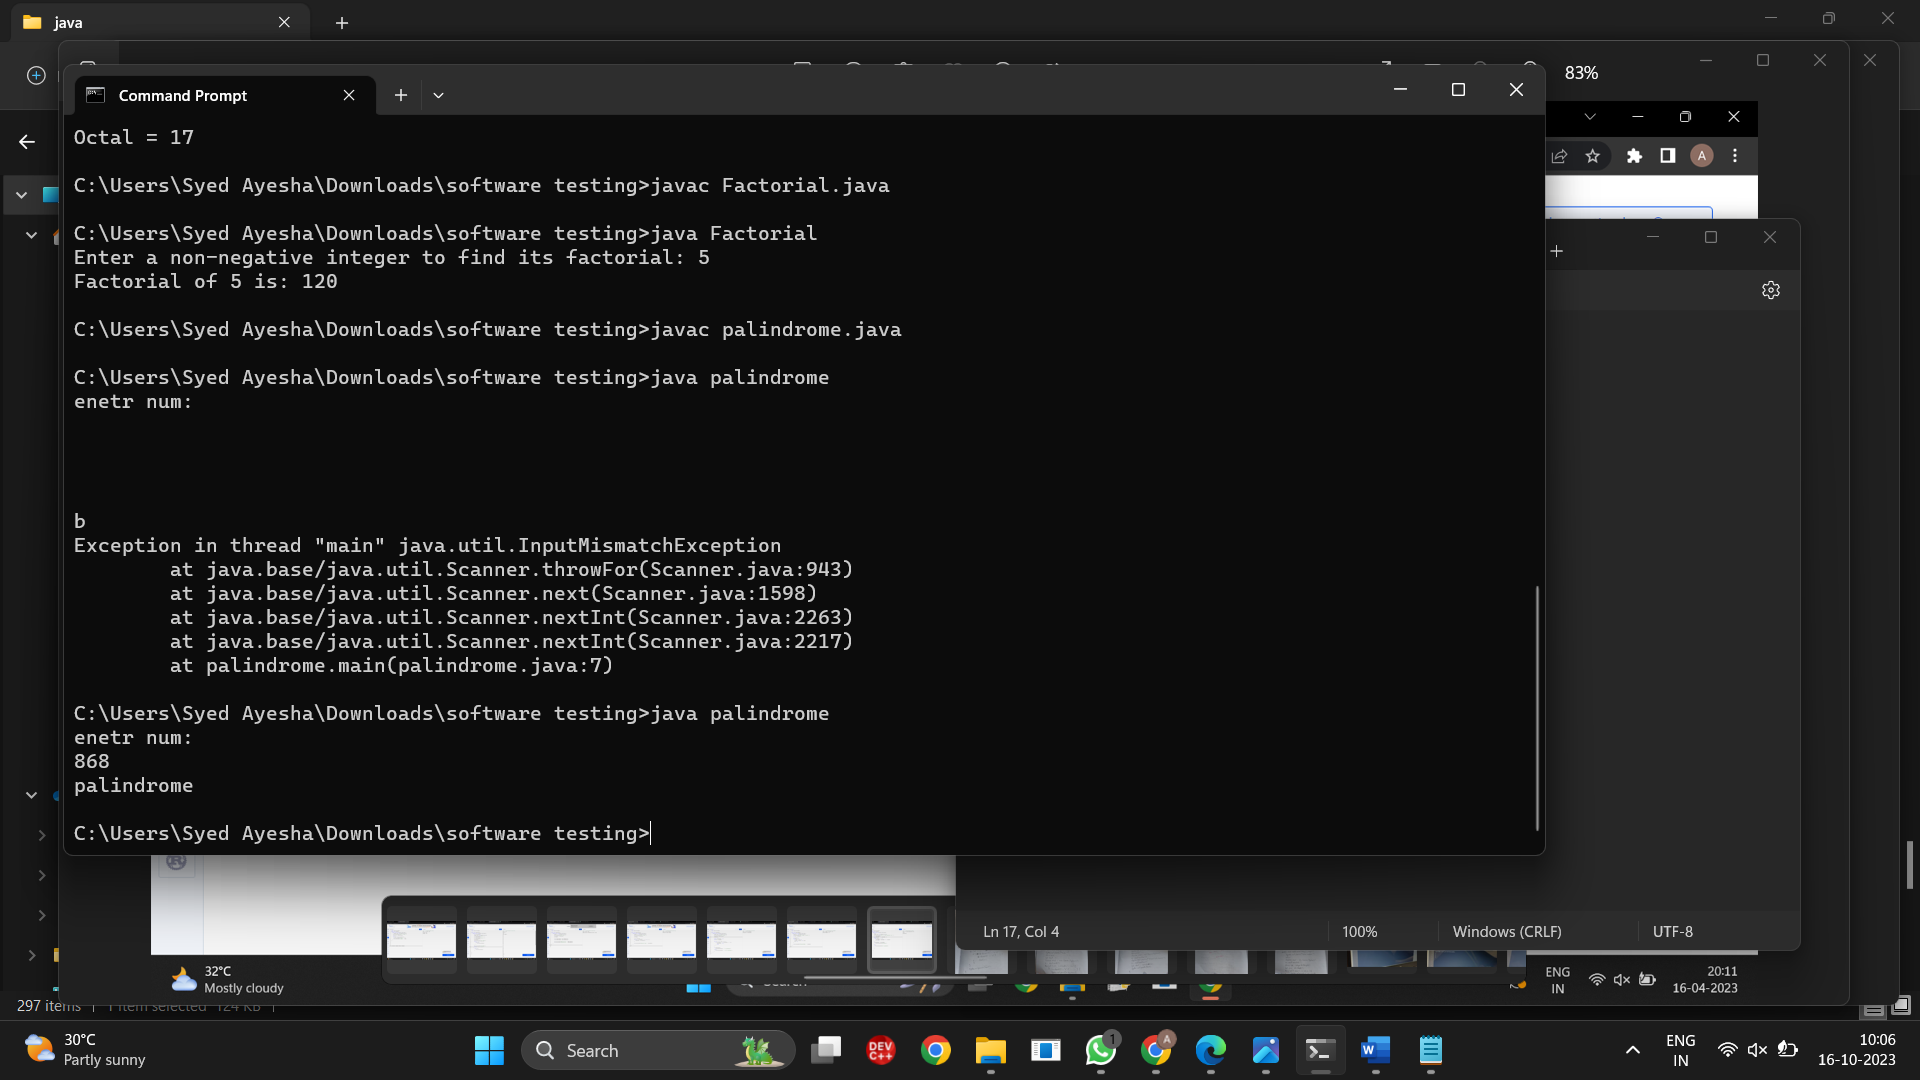 java
83%
Command Prompt
Octal = 17
C:\Users\Syed Ayesha\Downloads\software testing>javac Factorial.java
C:\Users\Syed Ayesha\Downloads\software testing>java Factorial
Enter a non-negative integer to find its factorial: 5
Factorial of 5 is: 120
C:\Users\Syed Ayesha\Downloads\software testing>javac palindrome.java
C:\Users\Syed Ayesha\Downloads\software testing>java palindrome
enetr num:
b
Exception in thread "main" java.util.InputMismatchException
at java.base/java.util.Scanner.throwFor(Scanner.java:943)
at java.base/java.util.Scanner.next(Scanner.java:1598)
at java.base/java.util.Scanner.nextInt(Scanner.java:2263)
at java.base/java.util.Scanner.nextInt(Scanner.java:2217)
at palindrome.main(palindrome.java:7)
C:\Users\Syed Ayesha\Downloads\software testing>java palindrome
enetr num:
868
palindrome
C:\Users\Syed Ayesha\Downloads\software testing>
A
Ln 17, Col 4
100%
Windows (CRLF)
UTF-8
32°C
Mostly cloudy
ENG
IN
20:11
16-04-2023
297 items
1 item selected 124 KB
30°C
Partly sunny
Search
DEV
C++
1
A
W
ENG
IN
10:06
16-10-2023